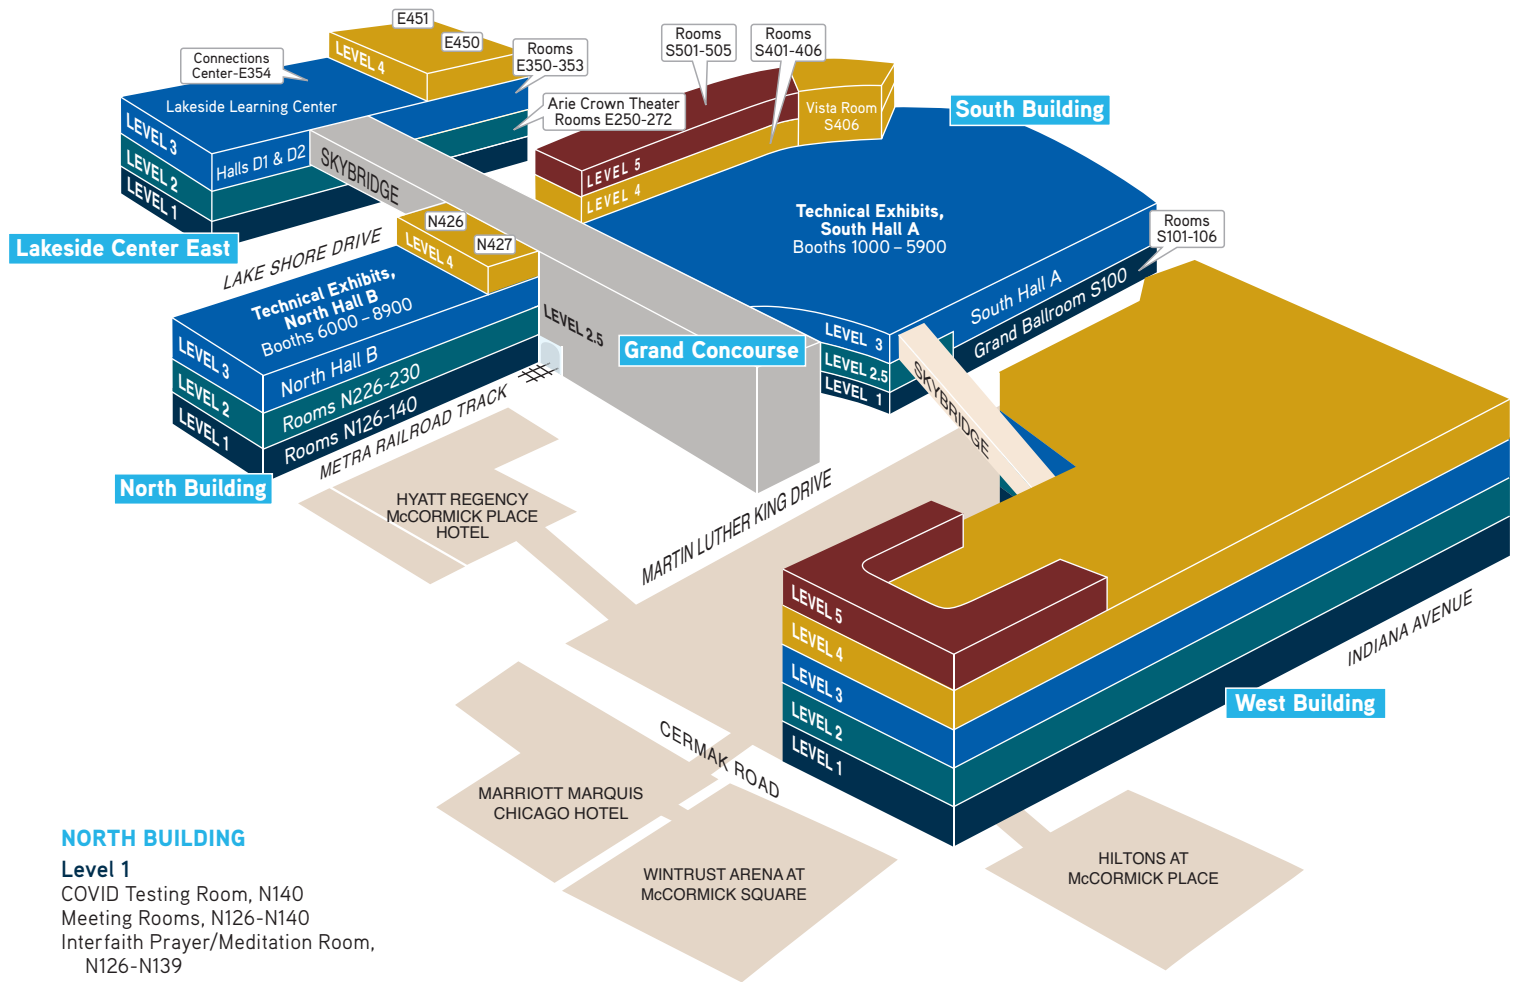 E451
E450
LEVEL 4
Connections
Center-E354
Rooms
E350-353
Lakeside Learning Center
Arie Crown Theater
Rooms E250-272
LEVEL 3
LEVEL 2
LEVEL 1
Halls D1 & D2
SKYBRIDGE
Lakeside Center East
LAKE SHORE DRIVE
Rooms
S501-505
Rooms
S401-406
Vista Room
S406
South Building
LEVEL 5
LEVEL 4
Technical Exhibits,
South Hall A
Booths 1000 – 5900
Rooms
S101-106
South Hall A
Grand Ballroom S100
LEVEL 3
LEVEL 2.5
LEVEL 1
SKYBRIDGE
N426
N427
LEVEL 4
Technical Exhibits,
North Hall B
Booths 6000 – 8900
LEVEL 3
LEVEL 2
LEVEL 1
North Hall B
Rooms N226-230
Rooms N126-140
North Building
METRA RAILROAD TRACK
LEVEL 2.5
Grand Concourse
HYATT REGENCY
McCORMICK PLACE
HOTEL
MARTIN LUTHER KING DRIVE
LEVEL 5
LEVEL 4
LEVEL 3
LEVEL 2
LEVEL 1
INDIANA AVENUE
West Building
CERMAK ROAD
MARRIOTT MARQUIS
CHICAGO HOTEL
WINTRUST ARENA AT
McCORMICK SQUARE
HILTONS AT
McCORMICK PLACE
NORTH BUILDING
Level 1
COVID Testing Room, N140
Meeting Rooms, N126-N140
Interfaith Prayer/Meditation Room,
N126-N139